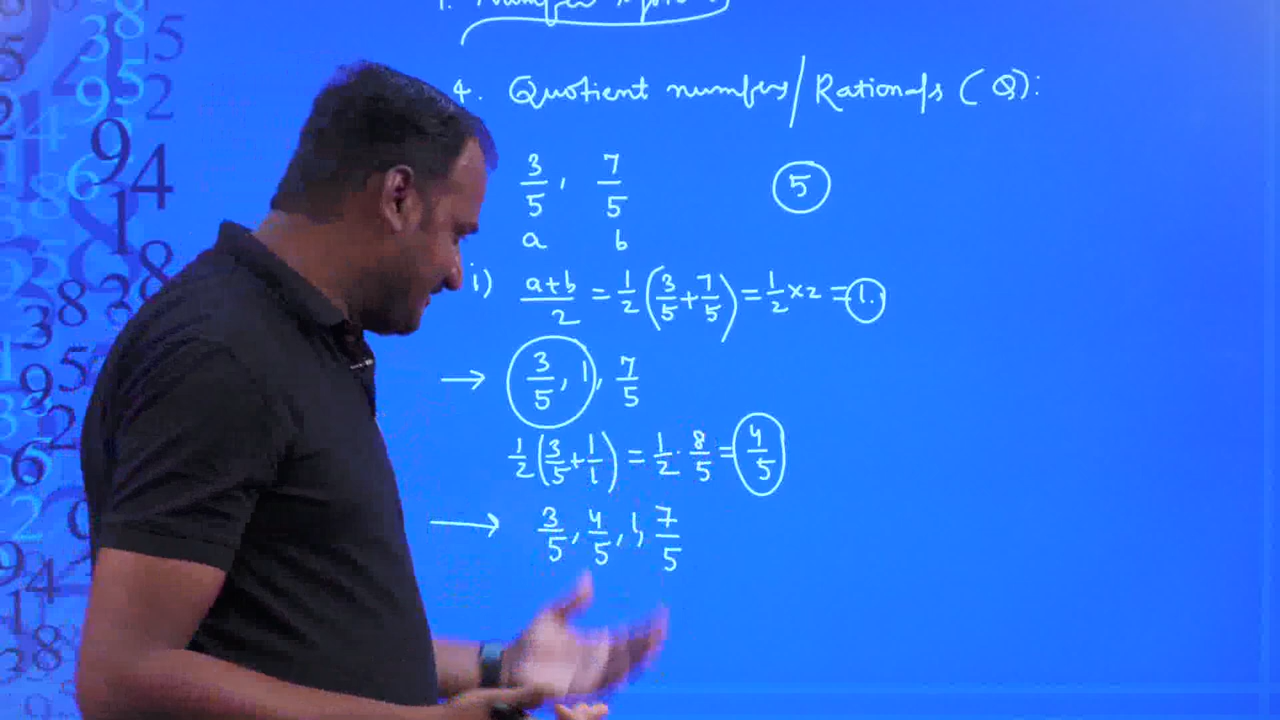 4. Quotient numbers/Rationals (Q):
3/5, 7/5 5
a b
i) (a+b)/2 = 1/2 (3/5 + 7/5) = 1/2 × 2 = 1.
→ 3/5, 1, 7/5
1/2 (3/5 + 1/1) = 1/2 · 8/5 = 4/5
→ 3/5, 4/5, 1, 7/5